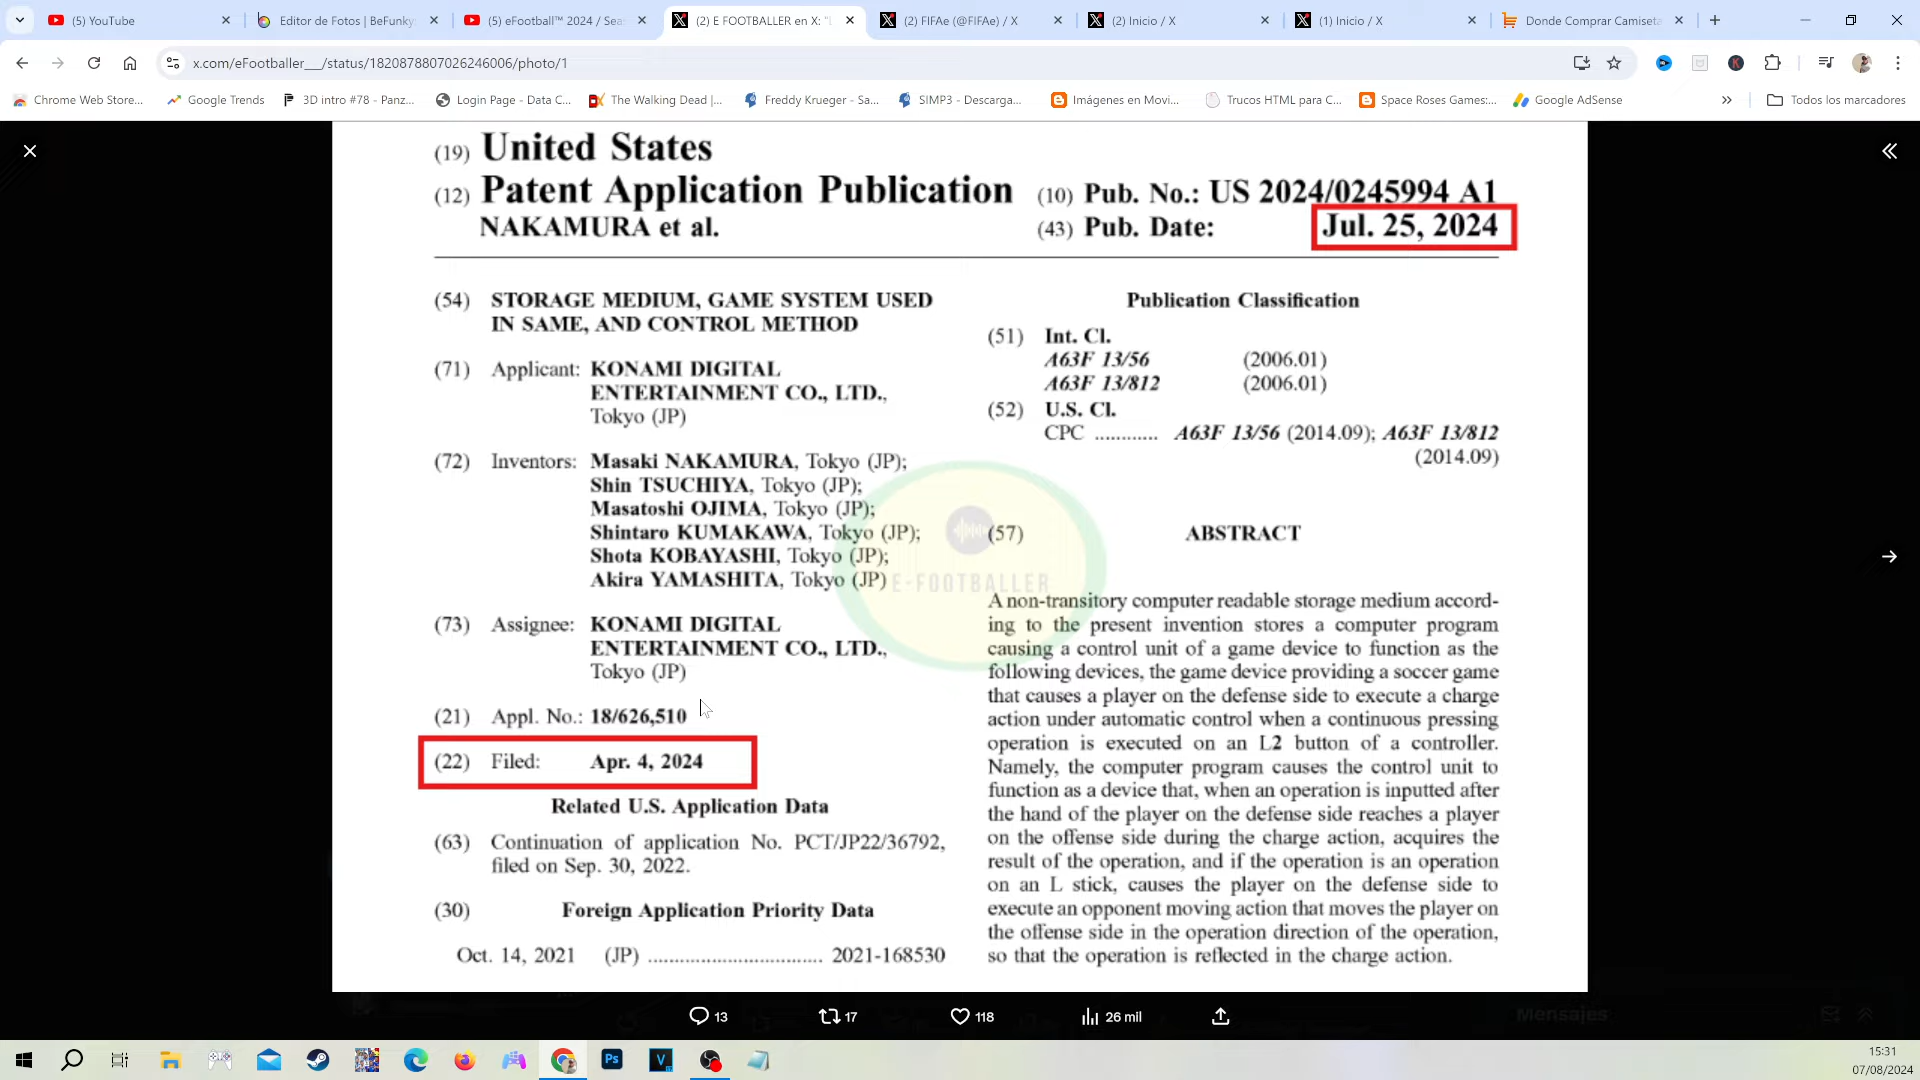 (5) YouTube
Editor de Fotos | BeFunky:
(5) eFootball™ 2024 / Sea
(2) E FOOTBALLER en X: "L
(2) FIFAe (@FIFAe) / X
(2) Inicio / X
(1) Inicio / X
Donde Comprar Camiseta
x.com/eFootballer___/status/1820878807026246006/photo/1
Chrome Web Store...
Google Trends
3D intro #78 - Panz...
Login Page - Data C...
The Walking Dead |...
Freddy Krueger - Sa...
SIMP3 - Descarga...
Imágenes en Movi...
Trucos HTML para C...
Space Roses Games:...
Google AdSense
Todos los marcadores
(19) United States
(12) Patent Application Publication
NAKAMURA et al.
(10) Pub. No.: US 2024/0245994 A1
(43) Pub. Date: Jul. 25, 2024
(54) STORAGE MEDIUM, GAME SYSTEM USED
IN SAME, AND CONTROL METHOD
(71) Applicant: KONAMI DIGITAL
ENTERTAINMENT CO., LTD.,
Tokyo (JP)
(72) Inventors: Masaki NAKAMURA, Tokyo (JP);
Shin TSUCHIYA, Tokyo (JP);
Masatoshi OJIMA, Tokyo (JP);
Shintaro KUMAKAWA, Tokyo (JP);
Shota KOBAYASHI, Tokyo (JP);
Akira YAMASHITA, Tokyo (JP)
(73) Assignee: KONAMI DIGITAL
ENTERTAINMENT CO., LTD.,
Tokyo (JP)
(21) Appl. No.: 18/626,510
(22) Filed: Apr. 4, 2024
Related U.S. Application Data
(63) Continuation of application No. PCT/JP22/36792,
filed on Sep. 30, 2022.
(30) Foreign Application Priority Data
Oct. 14, 2021 (JP) ................................ 2021-168530
Publication Classification
(51) Int. Cl.
A63F 13/56 (2006.01)
A63F 13/812 (2006.01)
(52) U.S. Cl.
CPC ............ A63F 13/56 (2014.09); A63F 13/812
(2014.09)
(57) ABSTRACT
E-FOOTBALLER
A non-transitory computer readable storage medium accord-
ing to the present invention stores a computer program
causing a control unit of a game device to function as the
following devices, the game device providing a soccer game
that causes a player on the defense side to execute a charge
action under automatic control when a continuous pressing
operation is executed on an L2 button of a controller.
Namely, the computer program causes the control unit to
function as a device that, when an operation is inputted after
the hand of the player on the defense side reaches a player
on the offense side during the charge action, acquires the
result of the operation, and if the operation is an operation
on an L stick, causes the player on the defense side to
execute an opponent moving action that moves the player on
the offense side in the operation direction of the operation,
so that the operation is reflected in the charge action.
13
17
118
26 mil
Mensajes
Ps
V
15:31
07/08/2024